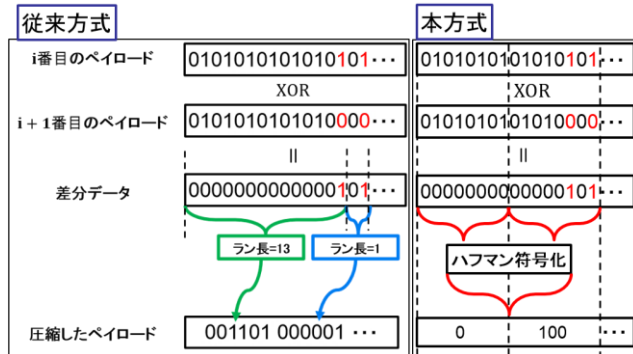 従来方式
本方式
i番目のペイロード
0101010101010101···
0101010101010101···
XOR
XOR
i + 1番目のペイロード
0101010101010000···
0101010101010000···
=
=
差分データ
0000000000000101···
0000000000000101···
ラン長=13
ラン長=1
ハフマン符号化
圧縮したペイロード
001101 000001 ···
0
100
···